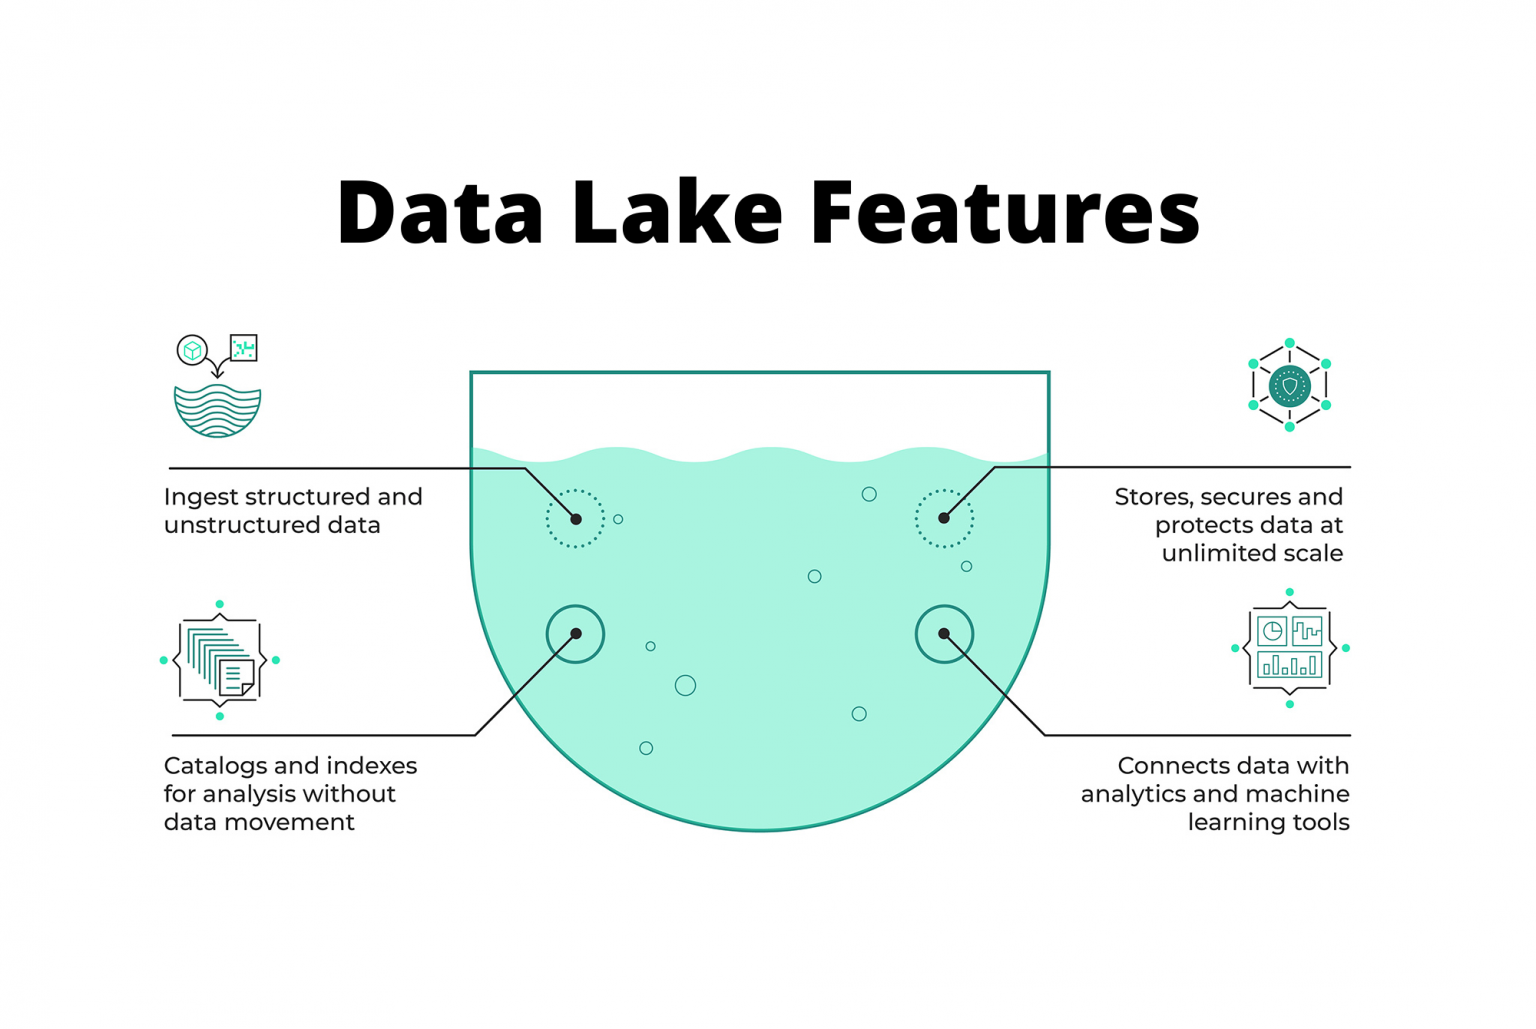 Data Lake Features
Ingest structured and
unstructured data
Stores, secures and
protects data at
unlimited scale
Catalogs and indexes
for analysis without
data movement
Connects data with
analytics and machine
learning tools